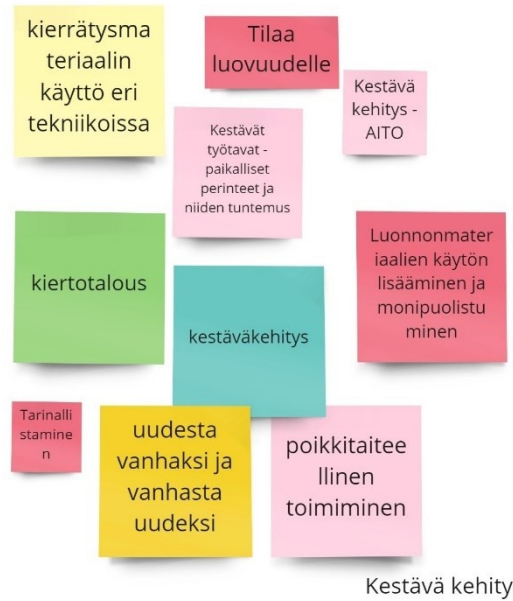 kierrätysma
teriaalin
käyttö eri
tekniikoissa
Tilaa
luovuudelle
Kestävä
kehitys -
AITO
Kestävät
työtavat -
paikalliset
perinteet ja
niiden tuntemus
kiertotalous
Luonnonmater
iaalien käytön
lisääminen ja
monipuolistu
minen
kestäväkehitys
Tarinalli
stamine
n
uudesta
vanhaksi ja
vanhasta
uudeksi
poikkitaitee
llinen
toimiminen
Kestävä kehity